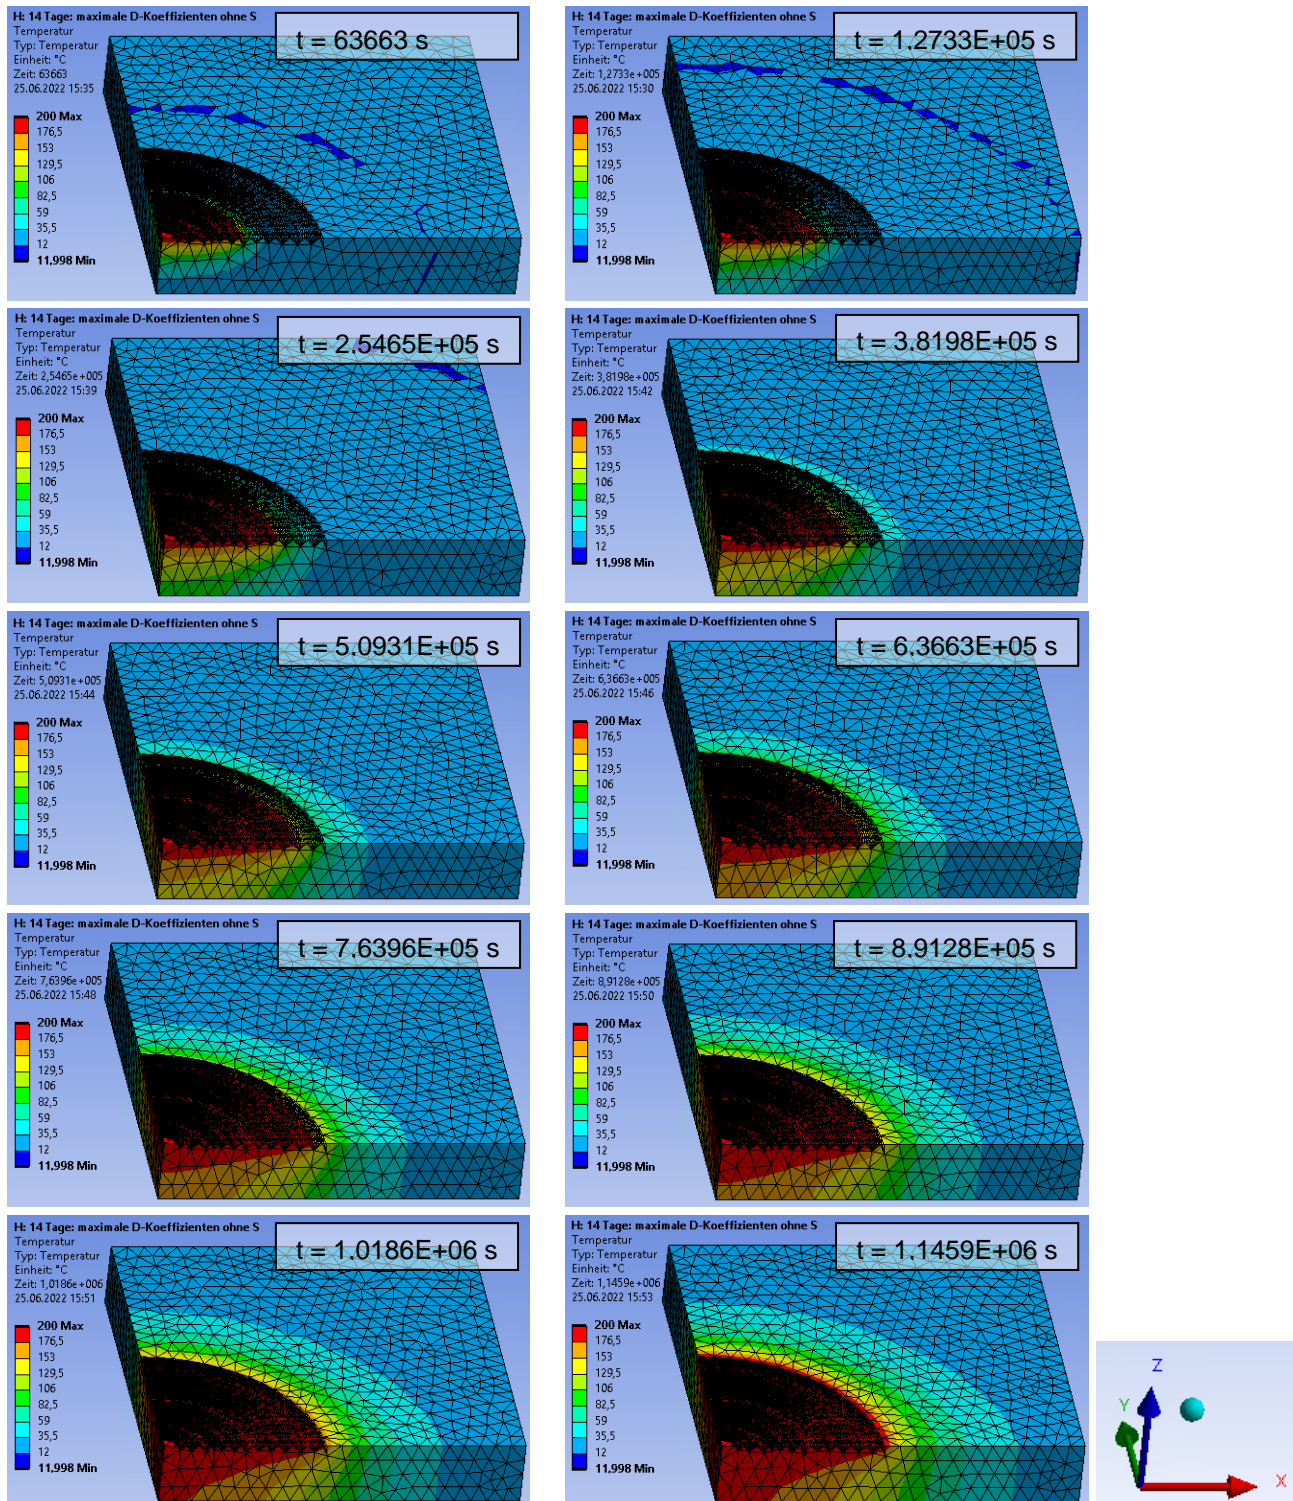 H: 14 Tage: maximale D-Koeffizienten ohne S
Temperatur
Typ: Temperatur
Einheit: °C
Zeit: 63663
25.06.2022 15:35
t = 63663 s
200 Max
176,5
153
129,5
106
82,5
59
35,5
12
11,998 Min
H: 14 Tage: maximale D-Koeffizienten ohne S
Temperatur
Typ: Temperatur
Einheit: °C
Zeit: 1,2733e+005
25.06.2022 15:30
t = 1.2733E+05 s
200 Max
176,5
153
129,5
106
82,5
59
35,5
12
11,998 Min
H: 14 Tage: maximale D-Koeffizienten ohne S
Temperatur
Typ: Temperatur
Einheit: °C
Zeit: 2,5465e+005
25.06.2022 15:39
t = 2.5465E+05 s
200 Max
176,5
153
129,5
106
82,5
59
35,5
12
11,998 Min
H: 14 Tage: maximale D-Koeffizienten ohne S
Temperatur
Typ: Temperatur
Einheit: °C
Zeit: 3,8198e+005
25.06.2022 15:42
t = 3.8198E+05 s
200 Max
176,5
153
129,5
106
82,5
59
35,5
12
11,998 Min
H: 14 Tage: maximale D-Koeffizienten ohne S
Temperatur
Typ: Temperatur
Einheit: °C
Zeit: 5,0931e+005
25.06.2022 15:44
t = 5.0931E+05 s
200 Max
176,5
153
129,5
106
82,5
59
35,5
12
11,998 Min
H: 14 Tage: maximale D-Koeffizienten ohne S
Temperatur
Typ: Temperatur
Einheit: °C
Zeit: 6,3663e+005
25.06.2022 15:46
t = 6.3663E+05 s
200 Max
176,5
153
129,5
106
82,5
59
35,5
12
11,998 Min
H: 14 Tage: maximale D-Koeffizienten ohne S
Temperatur
Typ: Temperatur
Einheit: °C
Zeit: 7,6396e+005
25.06.2022 15:48
t = 7.6396E+05 s
200 Max
176,5
153
129,5
106
82,5
59
35,5
12
11,998 Min
H: 14 Tage: maximale D-Koeffizienten ohne S
Temperatur
Typ: Temperatur
Einheit: °C
Zeit: 8,9128e+005
25.06.2022 15:50
t = 8.9128E+05 s
200 Max
176,5
153
129,5
106
82,5
59
35,5
12
11,998 Min
H: 14 Tage: maximale D-Koeffizienten ohne S
Temperatur
Typ: Temperatur
Einheit: °C
Zeit: 1,0186e+006
25.06.2022 15:51
t = 1.0186E+06 s
200 Max
176,5
153
129,5
106
82,5
59
35,5
12
11,998 Min
H: 14 Tage: maximale D-Koeffizienten ohne S
Temperatur
Typ: Temperatur
Einheit: °C
Zeit: 1,1459e+006
25.06.2022 15:53
t = 1.1459E+06 s
200 Max
176,5
153
129,5
106
82,5
59
35,5
12
11,998 Min
Z
Y
X